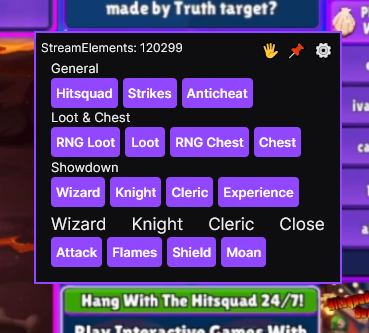 made by Truth target?
StreamElements: 120299
General
Hitsquad Strikes Anticheat
Loot & Chest
RNG Loot Loot RNG Chest Chest
Showdown
Wizard Knight Cleric Experience
Wizard Knight Cleric Close
Attack Flames Shield Moan
Hang With The Hitsquad 24/7!
Play Interactive Games With